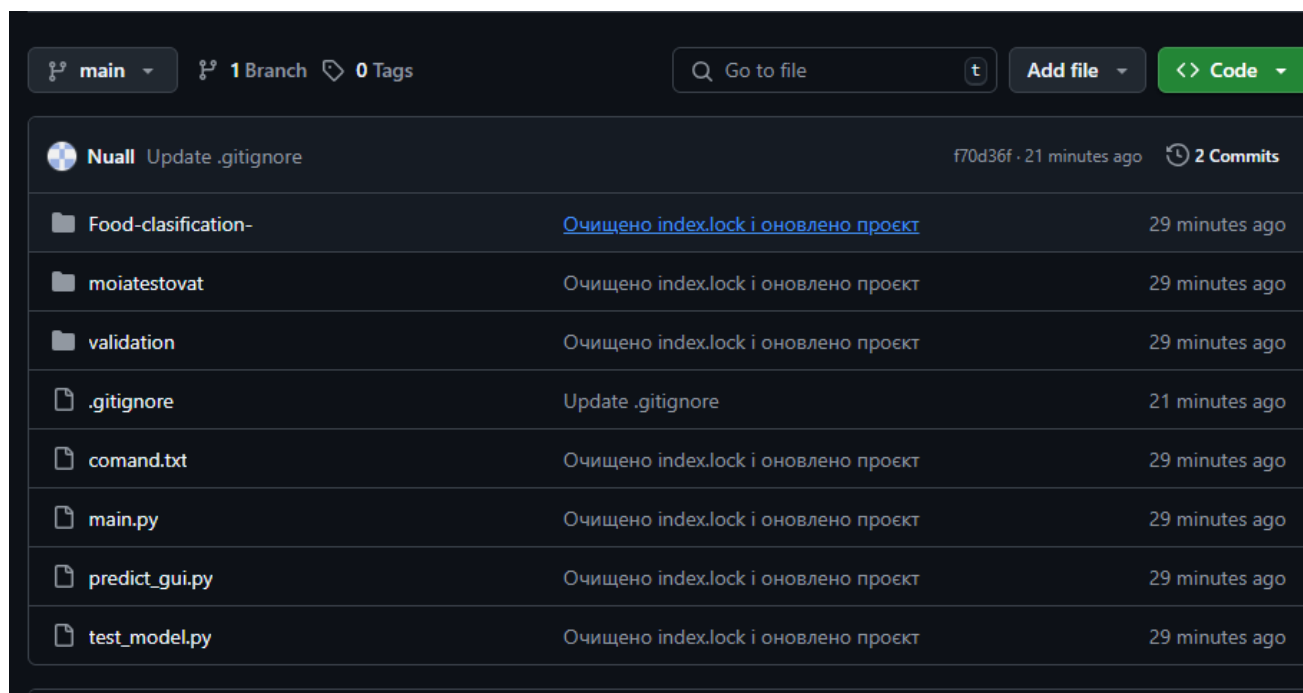 main 1 Branch 0 Tags Go to file t Add file <> Code
Nuall Update .gitignore f70d36f · 21 minutes ago 2 Commits
Food-clasification- Очищено index.lock і оновлено проєкт 29 minutes ago
moiatestovat Очищено index.lock і оновлено проєкт 29 minutes ago
validation Очищено index.lock і оновлено проєкт 29 minutes ago
.gitignore Update .gitignore 21 minutes ago
comand.txt Очищено index.lock і оновлено проєкт 29 minutes ago
main.py Очищено index.lock і оновлено проєкт 29 minutes ago
predict_gui.py Очищено index.lock і оновлено проєкт 29 minutes ago
test_model.py Очищено index.lock і оновлено проєкт 29 minutes ago